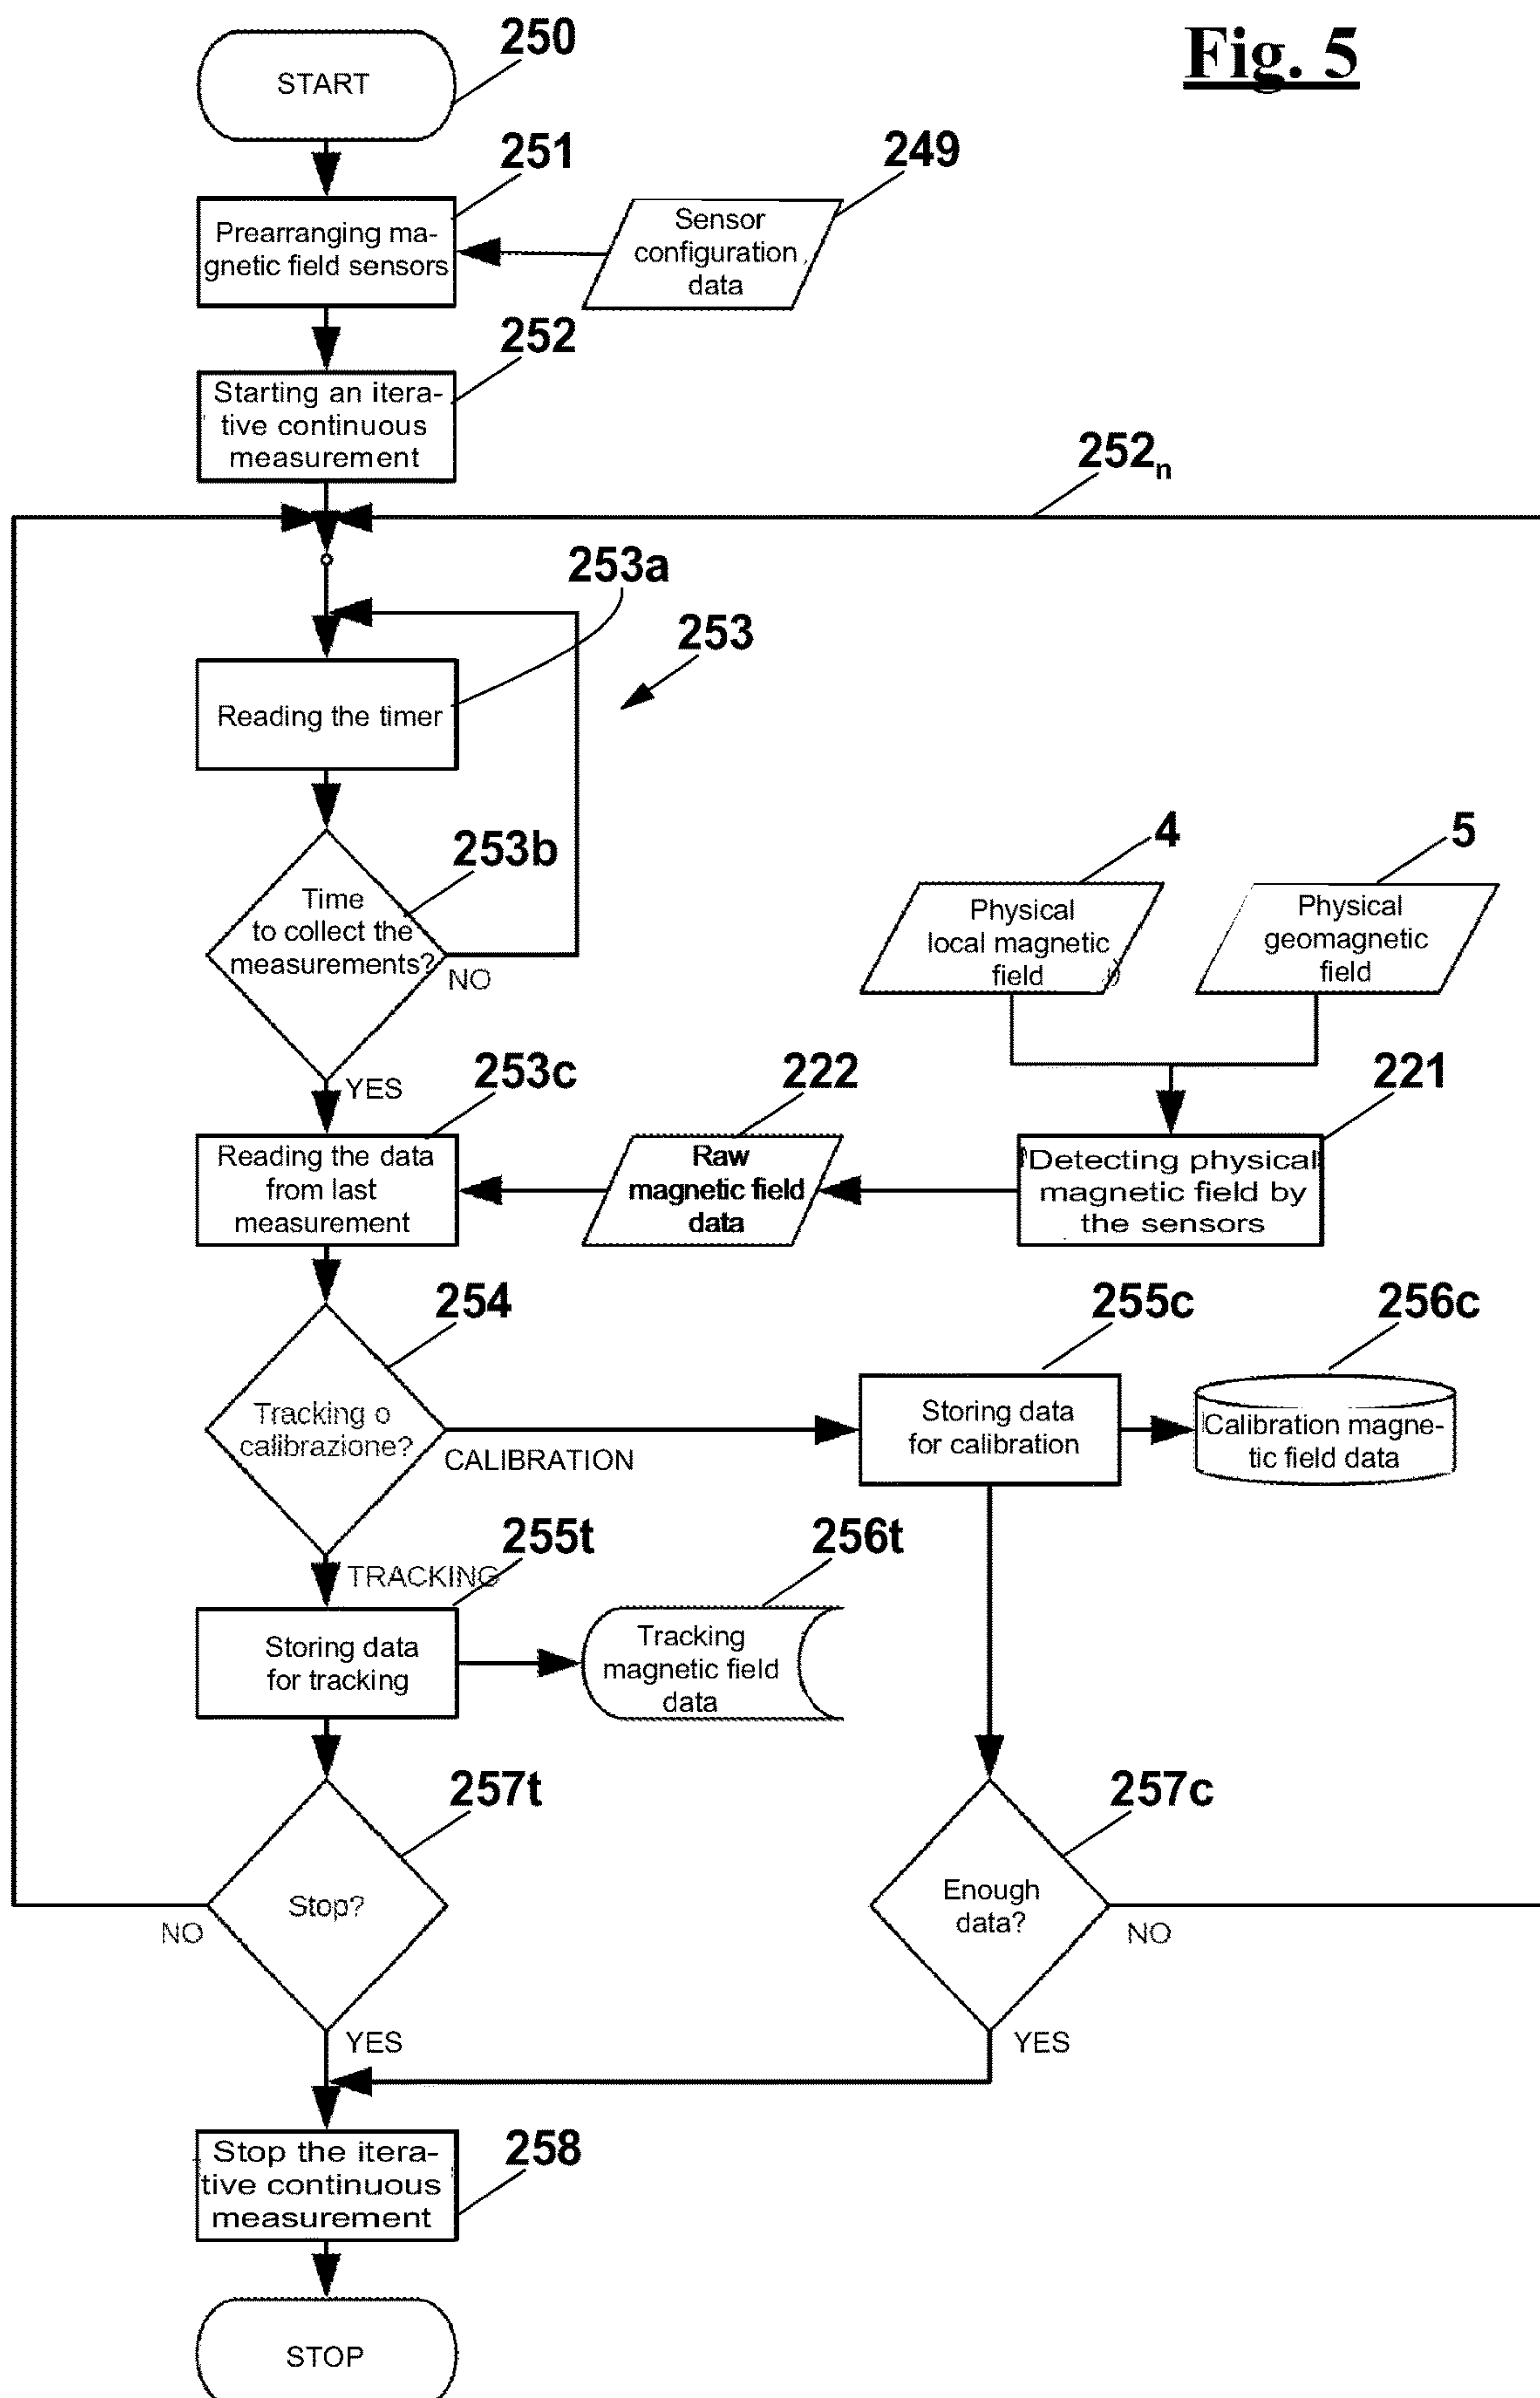 Fig. 5
250
START
251
249
Prearranging ma-
gnetic field sensors
Sensor
configuration
data
252
Starting an itera-
tive continuous
measurement
252n
253a
253
Reading the timer
253b
4
5
Time
to collect the
measurements?
NO
Physical
local magnetic
field
Physical
geomagnetic
field
YES
253c
222
221
Reading the data
from last
measurement
Raw
magnetic field
data
Detecting physical
magnetic field by
the sensors
254
255c
256c
Tracking o
calibrazione?
CALIBRATION
Storing data
for calibration
Calibration magne-
tic field data
255t
256t
TRACKING
Storing data
for tracking
Tracking
magnetic field
data
257t
257c
Stop?
NO
Enough
data?
NO
YES
YES
258
Stop the itera-
tive continuous
measurement
STOP